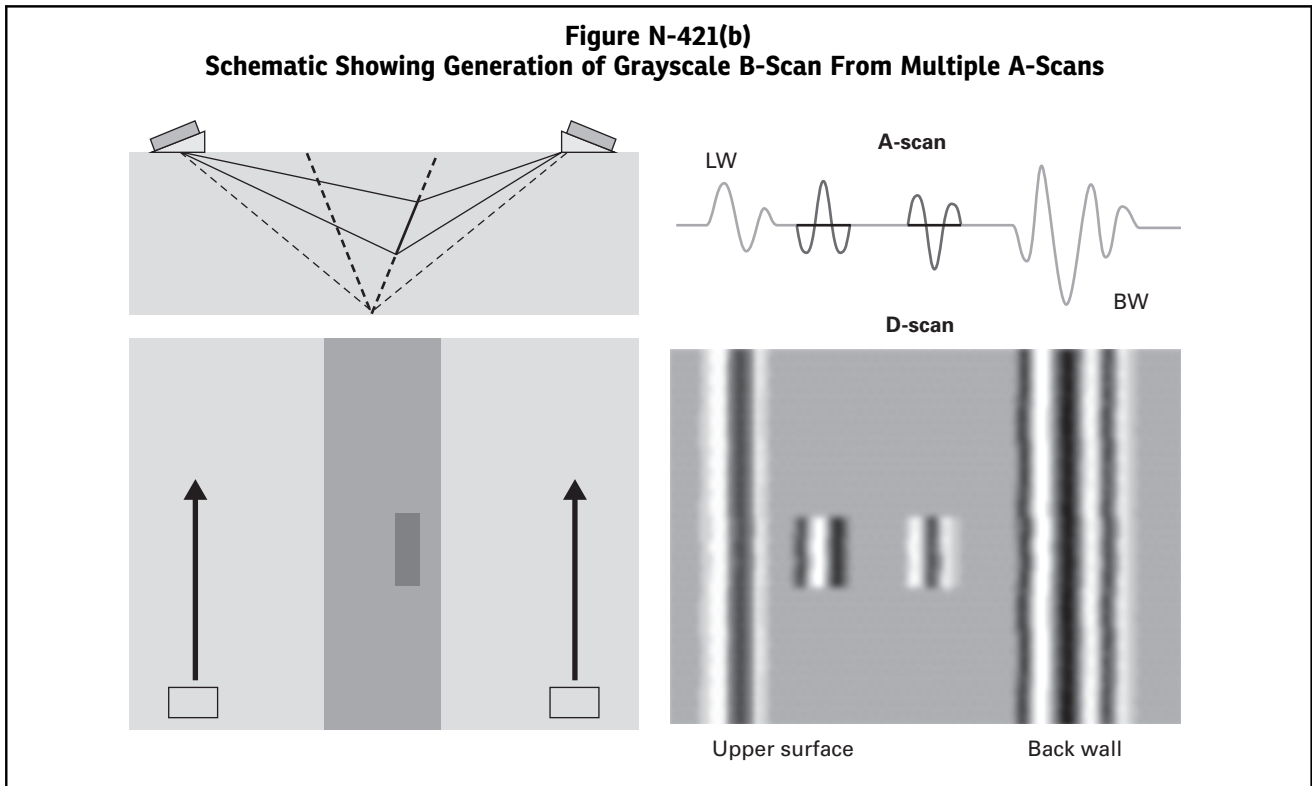 Figure N-421(b)
Schematic Showing Generation of Grayscale B-Scan From Multiple A-Scans
A-scan
LW
BW
D-scan
Upper surface
Back wall